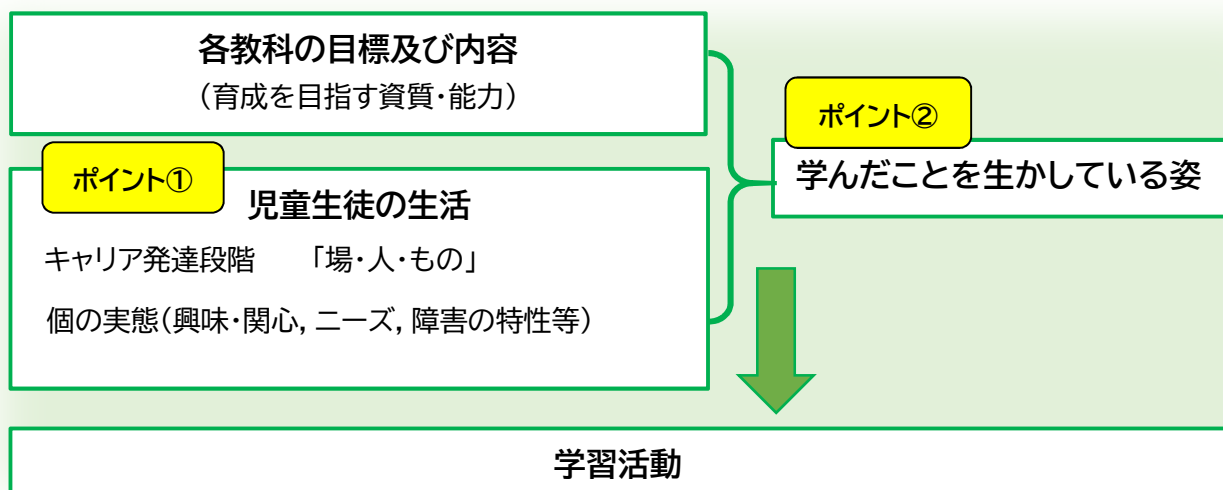 各教科の目標及び内容
（育成を目指す資質・能力）
ポイント②
学んだことを生かしている姿
ポイント①
児童生徒の生活
キャリア発達段階　「場・人・もの」
個の実態（興味・関心，ニーズ，障害の特性等）
学習活動